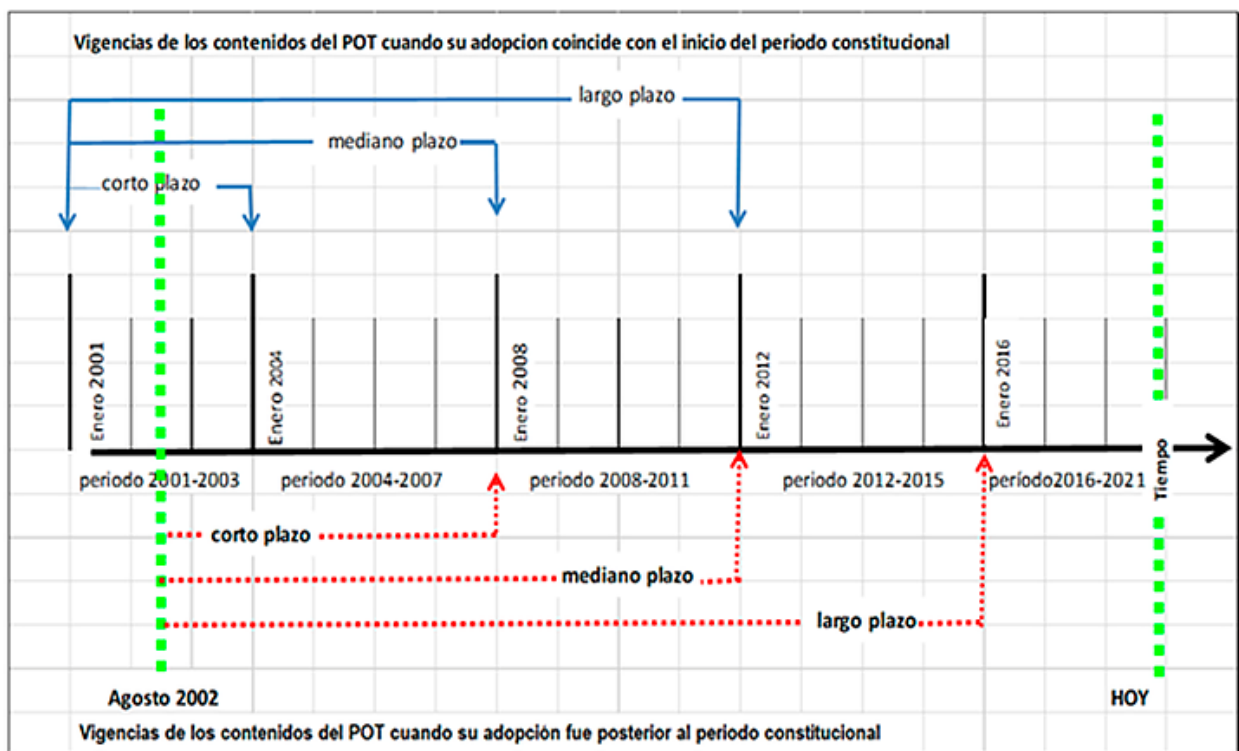 Vigencias de los contenidos del POT cuando su adopcion coincide con el inicio del periodo constitucional
largo plazo
mediano plazo
corto plazo
Enero 2001
Enero 2004
Enero 2008
Enero 2012
Enero 2016
Tiempo
periodo 2001-2003
periodo 2004-2007
periodo 2008-2011
periodo 2012-2015
período2016-2021
corto plazo
mediano plazo
largo plazo
Agosto 2002
HOY
Vigencias de los contenidos del POT cuando su adopción fue posterior al periodo constitucional